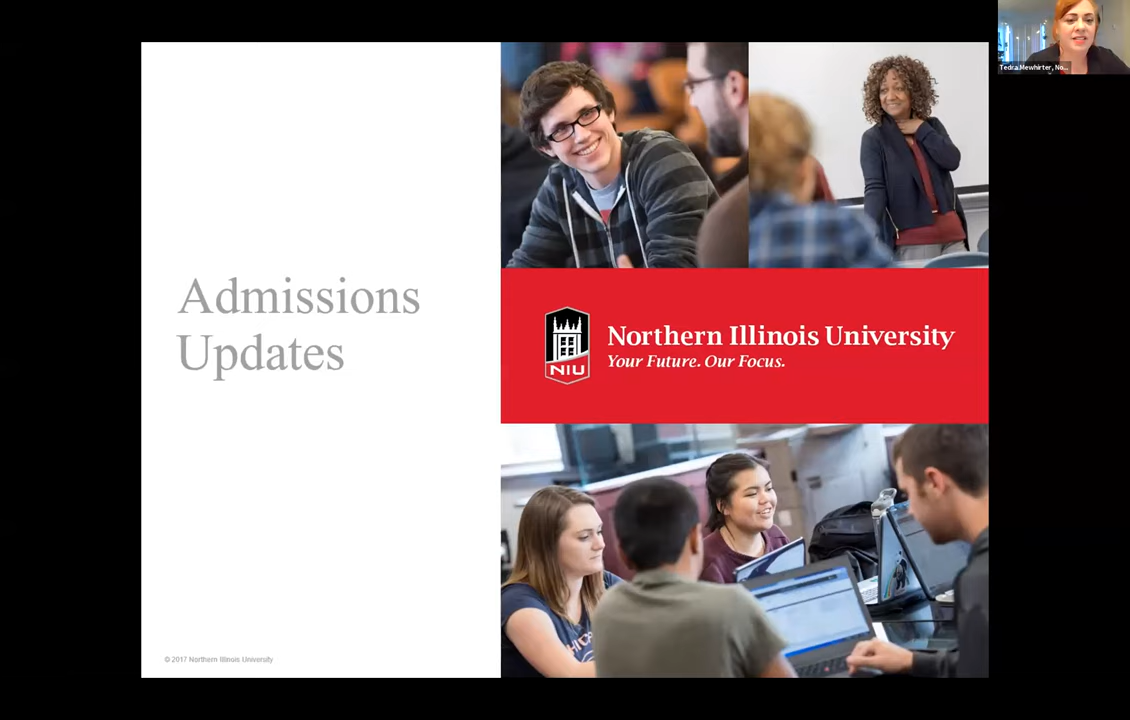 Tedra Mewhirter, No...
Admissions
Updates
NIU
Northern Illinois University
Your Future. Our Focus.
© 2017 Northern Illinois University